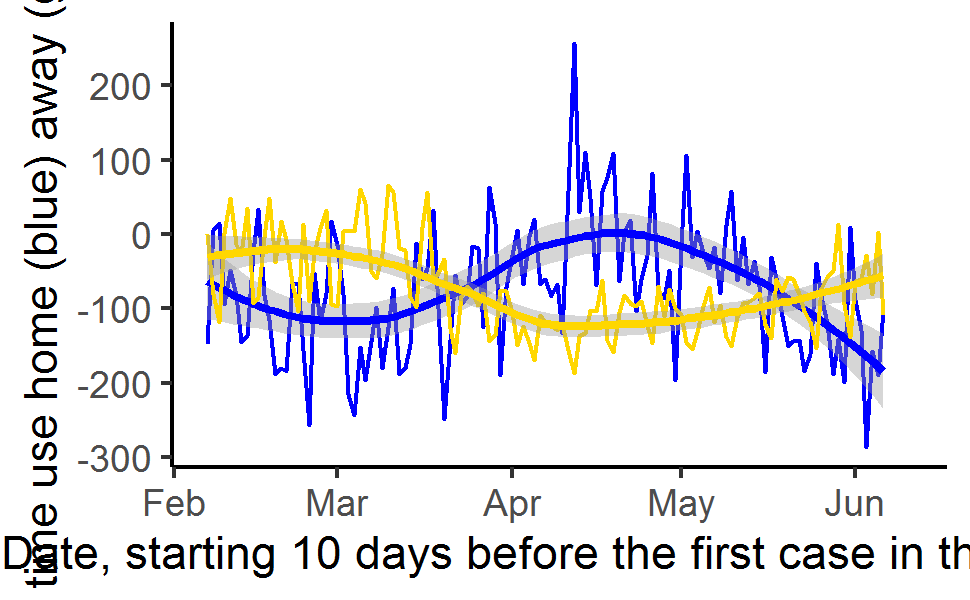 time use home (blue) away (
200
100
0
-100
-200
-300
Feb Mar Apr May Jun
Date, starting 10 days before the first case in th